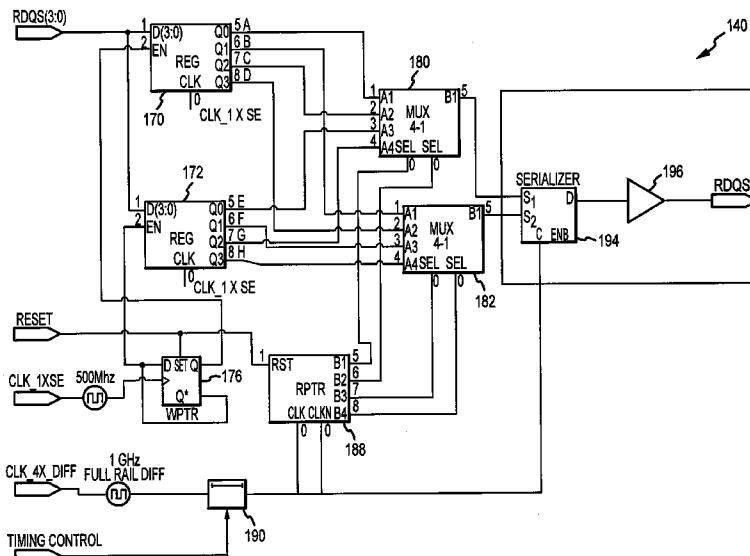 RDQS(3:0)
1 D(3:0) Q0 5 A
2 EN Q1 6 B
Q2 7 C
REG
CLK Q3 8 D
0
170
CLK_1 X SE
140
180
1 A1 B1 5
2 A2 MUX
3 A3 4-1
4 A4 SEL SEL
0 0
172
1 D(3:0) Q0 5 E
2 EN Q1 6 F
REG Q2 7 G
CLK Q3 8 H
0
CLK_1 X SE
1 A1 B1 5
2 A2 MUX
3 A3 4-1
4 A4 SEL SEL
0 0
182
SERIALIZER
S1 D
S2
C ENB
194
196
RDQS
RESET
CLK_1XSE
500Mhz
D SET Q
Q*
176
WPTR
1 RST B1 5
B2 6
RPTR B3 7
CLK CLKN B4 8
0 0
188
CLK_4X_DIFF
1 GHz
FULL RAIL DIFF
190
TIMING CONTROL